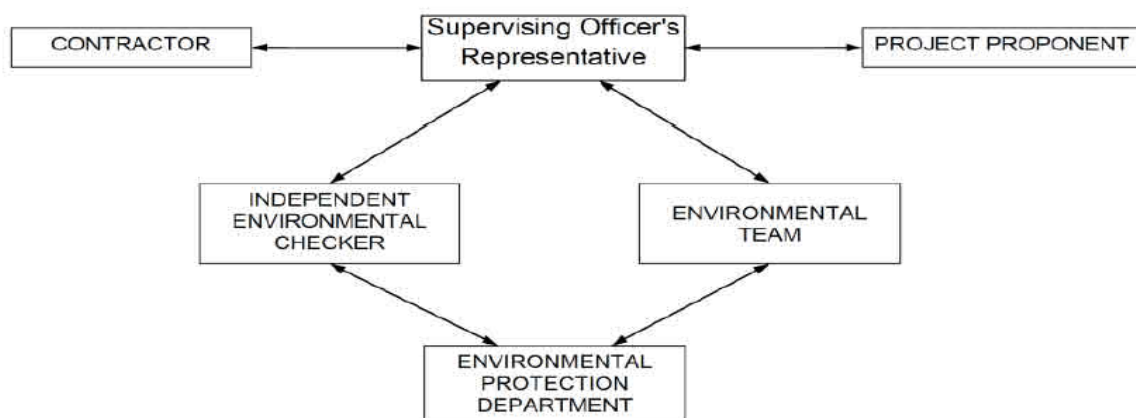 CONTRACTOR
Supervising Officer's
Representative
PROJECT PROPONENT
INDEPENDENT
ENVIRONMENTAL
CHECKER
ENVIRONMENTAL
TEAM
ENVIRONMENTAL
PROTECTION
DEPARTMENT